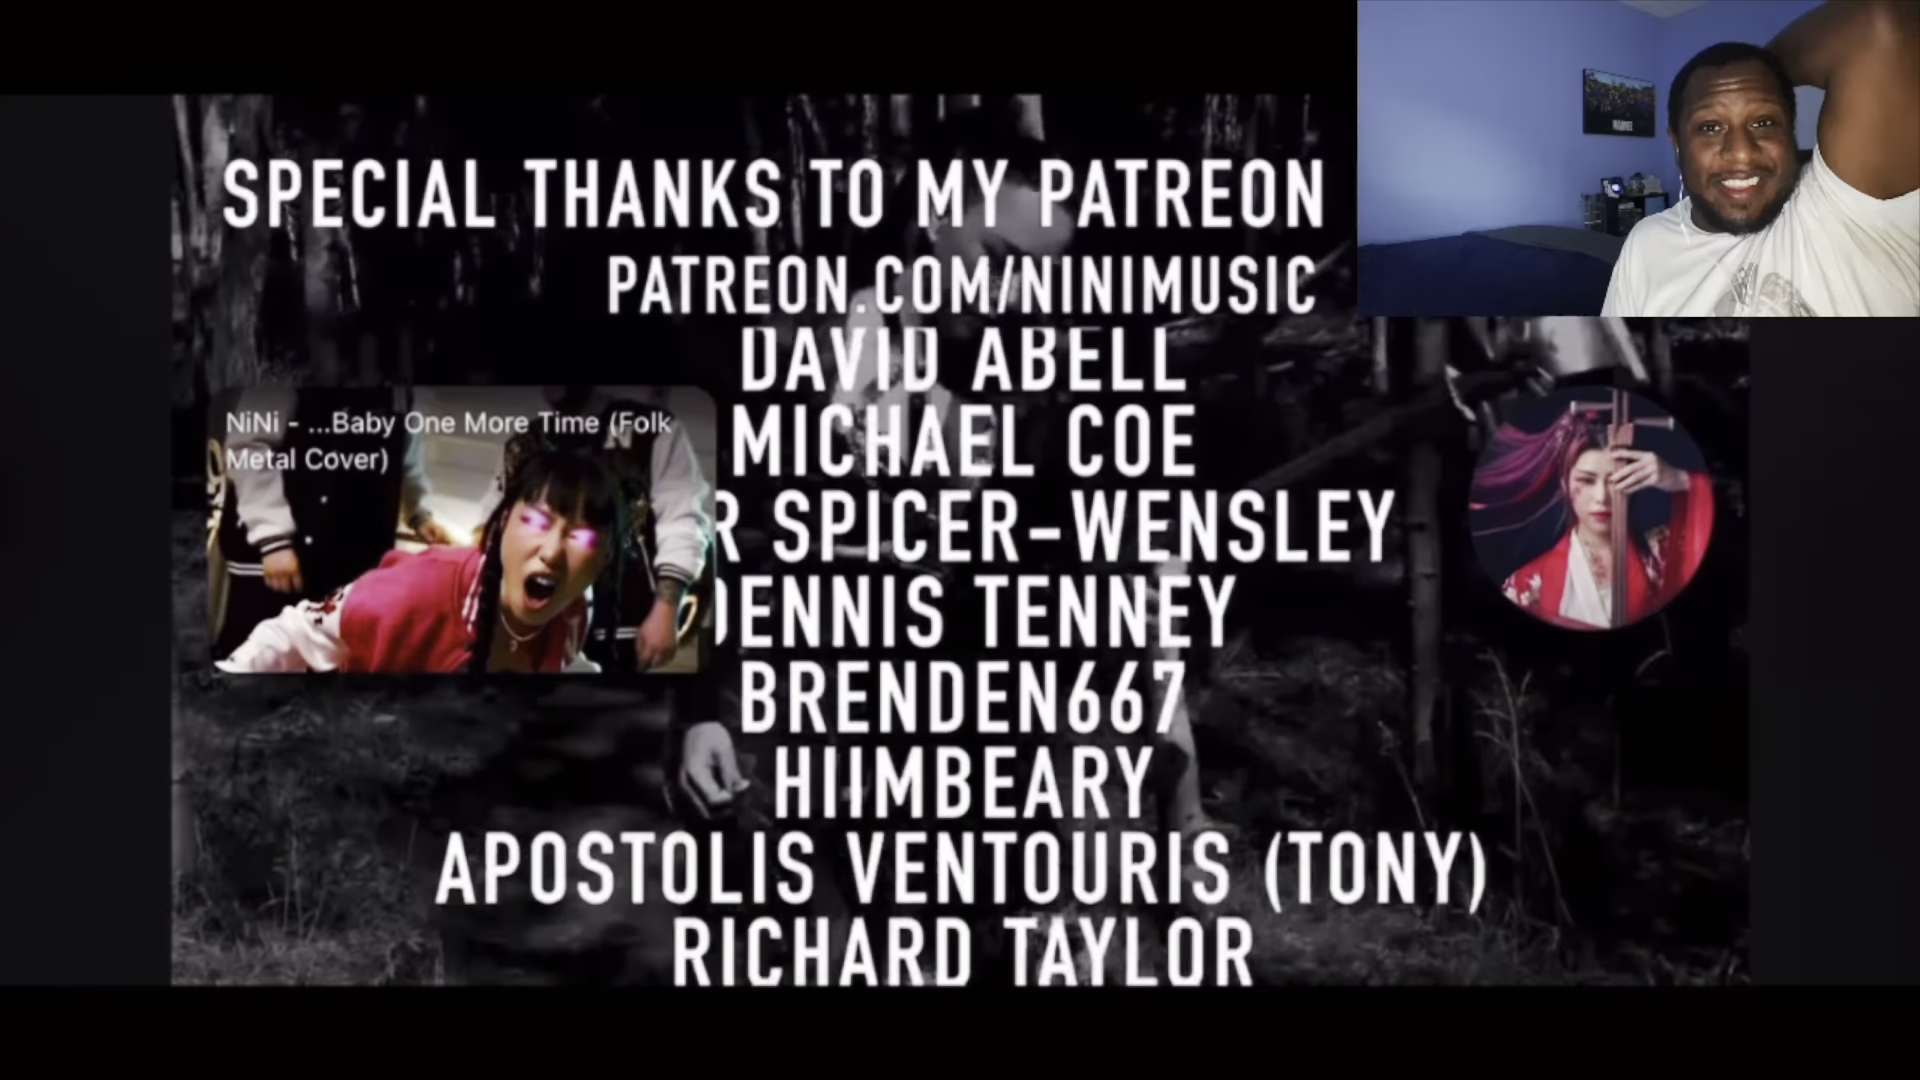 SPECIAL THANKS TO MY PATREON
PATREON.COM/NINIMUSIC
DAVID ABELL
NiNi - ...Baby One More Time (Folk
Metal Cover)
MICHAEL COE
SPICER-WENSLEY
DENNIS TENNEY
BRENDEN667
HIIMBEARY
APOSTOLIS VENTOURIS (TONY)
RICHARD TAYLOR
MARVEL